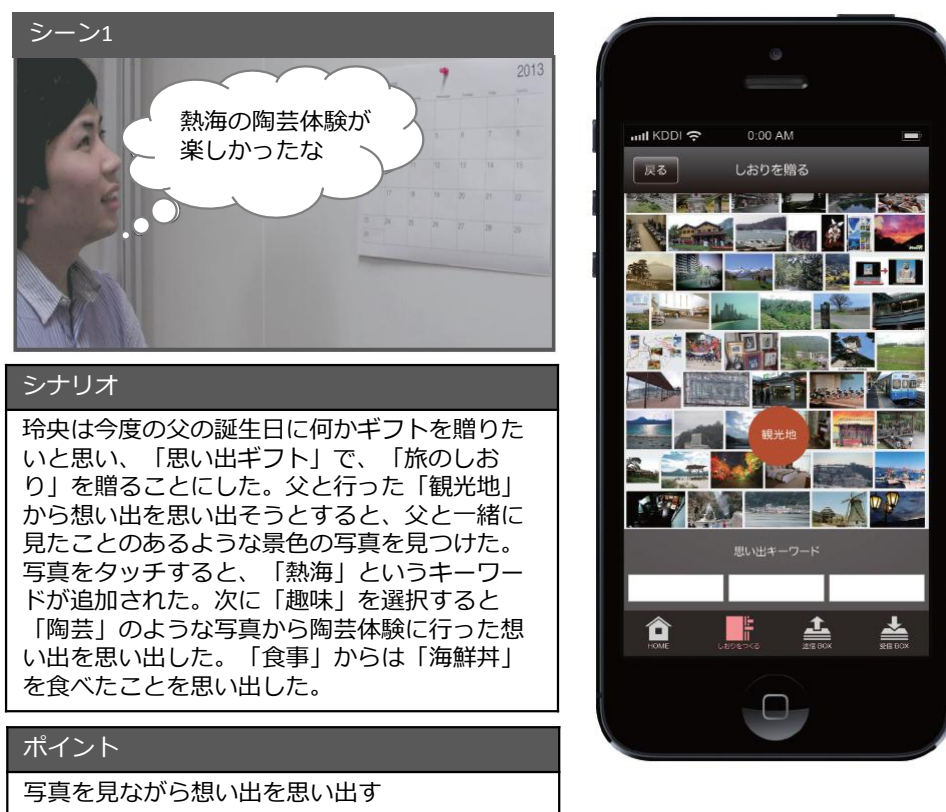 シーン1
2013
熱海の陶芸体験が
楽しかったな
シナリオ
玲央は今度の父の誕生日に何かギフトを贈りた
いと思い、「思い出ギフト」で、「旅のしお
り」を贈ることにした。父と行った「観光地」
から想い出を思い出そうとすると、父と一緒に
見たことのあるような景色の写真を見つけた。
写真をタッチすると、「熱海」というキーワー
ドが追加された。次に「趣味」を選択すると
「陶芸」のような写真から陶芸体験に行った想
い出を思い出した。「食事」からは「海鮮丼」
を食べたことを思い出した。
ポイント
写真を見ながら想い出を思い出す
KDDI 0:00 AM
戻る しおりを贈る
観光地
思い出キーワード
HOME しおりをつくる 送信 BOX 受信 BOX